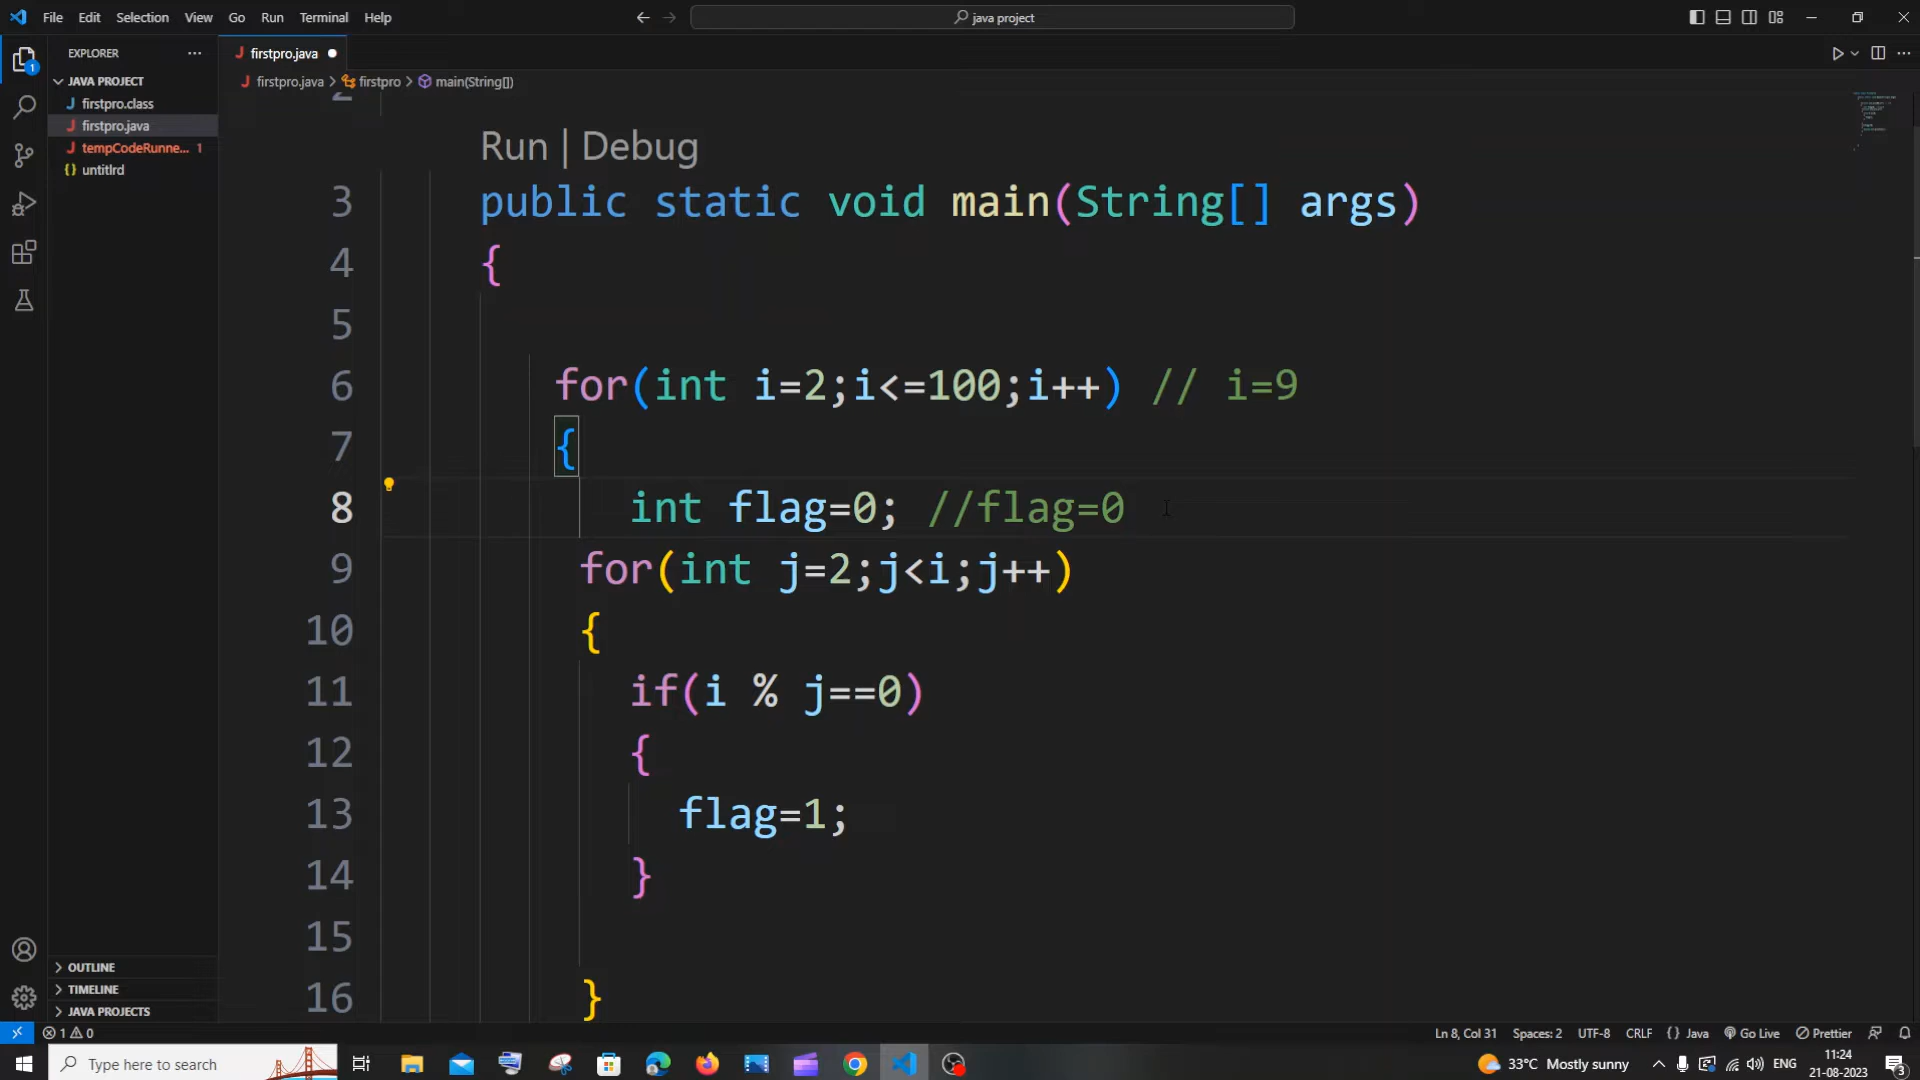 File Edit Selection View Go Run Terminal Help
java project
EXPLORER
firstpro.java
JAVA PROJECT
firstpro.java > firstpro > main(String[])
firstpro.class
firstpro.java
tempCodeRunne... 1
untitlrd
2
Run | Debug
3 public static void main(String[] args)
4 {
5
6 for(int i=2;i<=100;i++) // i=9
7 {
8 int flag=0; //flag=0
9 for(int j=2;j<i;j++)
10 {
11 if(i % j==0)
12 {
13 flag=1;
14 }
15
16 }
OUTLINE
TIMELINE
JAVA PROJECTS
1 0
Ln 8, Col 31 Spaces: 2 UTF-8 CRLF {} Java Go Live Prettier
Type here to search
33°C Mostly sunny
ENG
11:24
21-08-2023
3
1